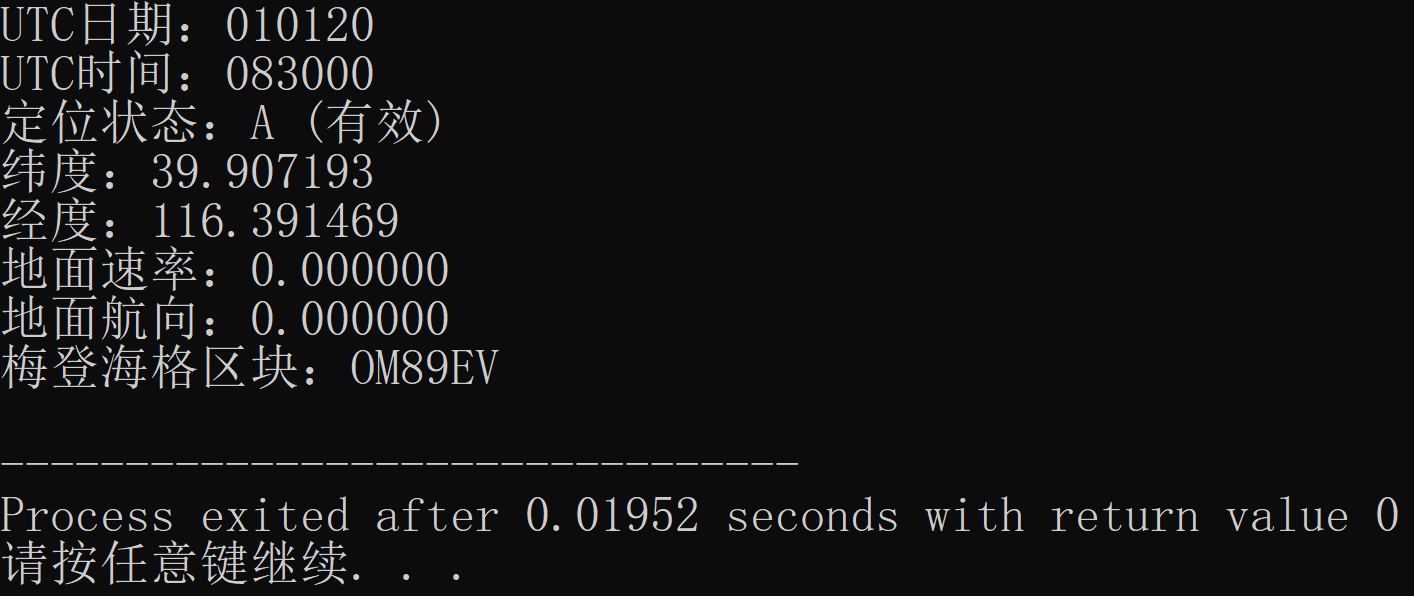 UTC日期：010120
UTC时间：083000
定位状态：A (有效)
纬度：39.907193
经度：116.391469
地面速率：0.000000
地面航向：0.000000
梅登海格区块：OM89EV
--------------------------------
Process exited after 0.01952 seconds with return value 0
请按任意键继续. . .